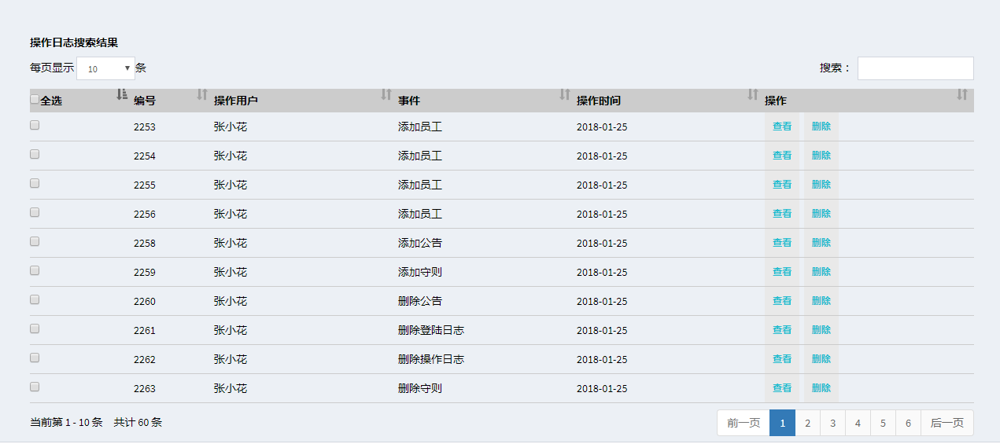 操作日志搜索结果
每页显示 10 条 搜索：
全选 编号 操作用户 事件 操作时间 操作
2253 张小花 添加员工 2018-01-25 查看 删除
2254 张小花 添加员工 2018-01-25 查看 删除
2255 张小花 添加员工 2018-01-25 查看 删除
2256 张小花 添加员工 2018-01-25 查看 删除
2258 张小花 添加公告 2018-01-25 查看 删除
2259 张小花 添加守则 2018-01-25 查看 删除
2260 张小花 删除公告 2018-01-25 查看 删除
2261 张小花 删除登陆日志 2018-01-25 查看 删除
2262 张小花 删除操作日志 2018-01-25 查看 删除
2263 张小花 删除守则 2018-01-25 查看 删除
当前第 1 - 10 条 共计 60 条 前一页 1 2 3 4 5 6 后一页